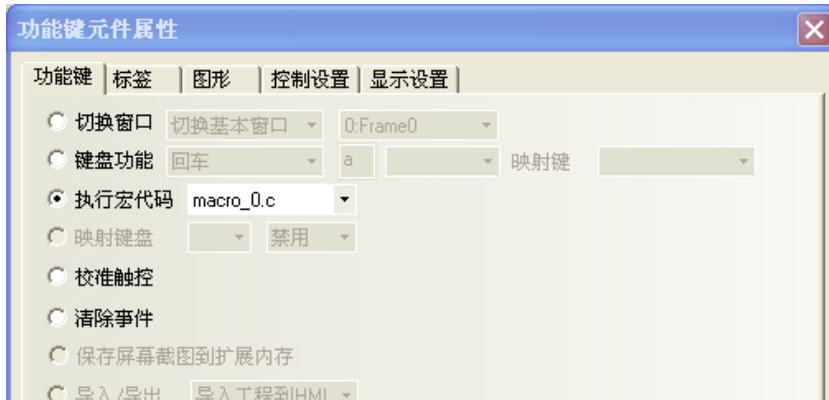 功能键元件属性
功能键 标签 图形 控制设置 显示设置
切换窗口 切换基本窗口 0:Frame0
键盘功能 回车 a 映射键
执行宏代码 macro_0.c
映射键盘 禁用
校准触控
清除事件
保存屏幕截图到扩展内存
导入/导出 导入工程到HMI